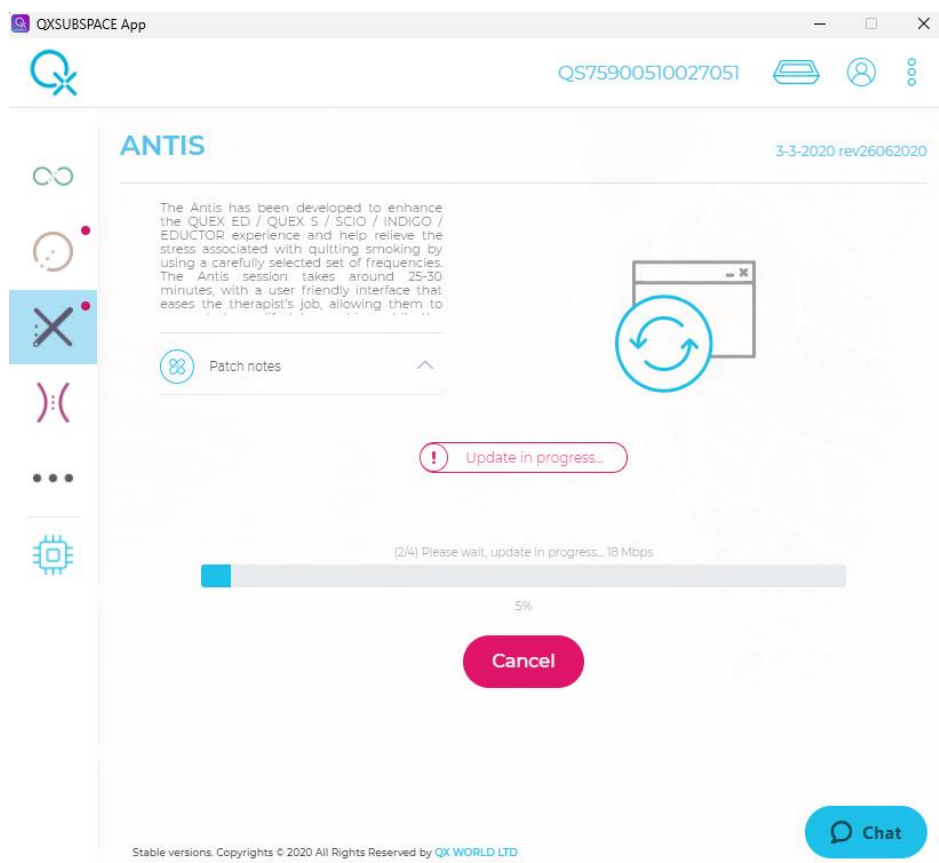 QXSUBSPACE App
QS75900510027051
ANTIS
3-3-2020 rev26062020
The Antis has been developed to enhance
the QUEX ED / QUEX S / SCIO / INDIGO /
EDUCTOR experience and help relieve the
stress associated with quitting smoking by
using a carefully selected set of frequencies.
The Antis session takes around 25-30
minutes, with a user friendly interface that
eases the therapist's job, allowing them to
Patch notes
! Update in progress...
(2/4) Please wait, update in progress... 18 Mbps
5%
Cancel
Chat
Stable versions. Copyrights © 2020 All Rights Reserved by QX WORLD LTD